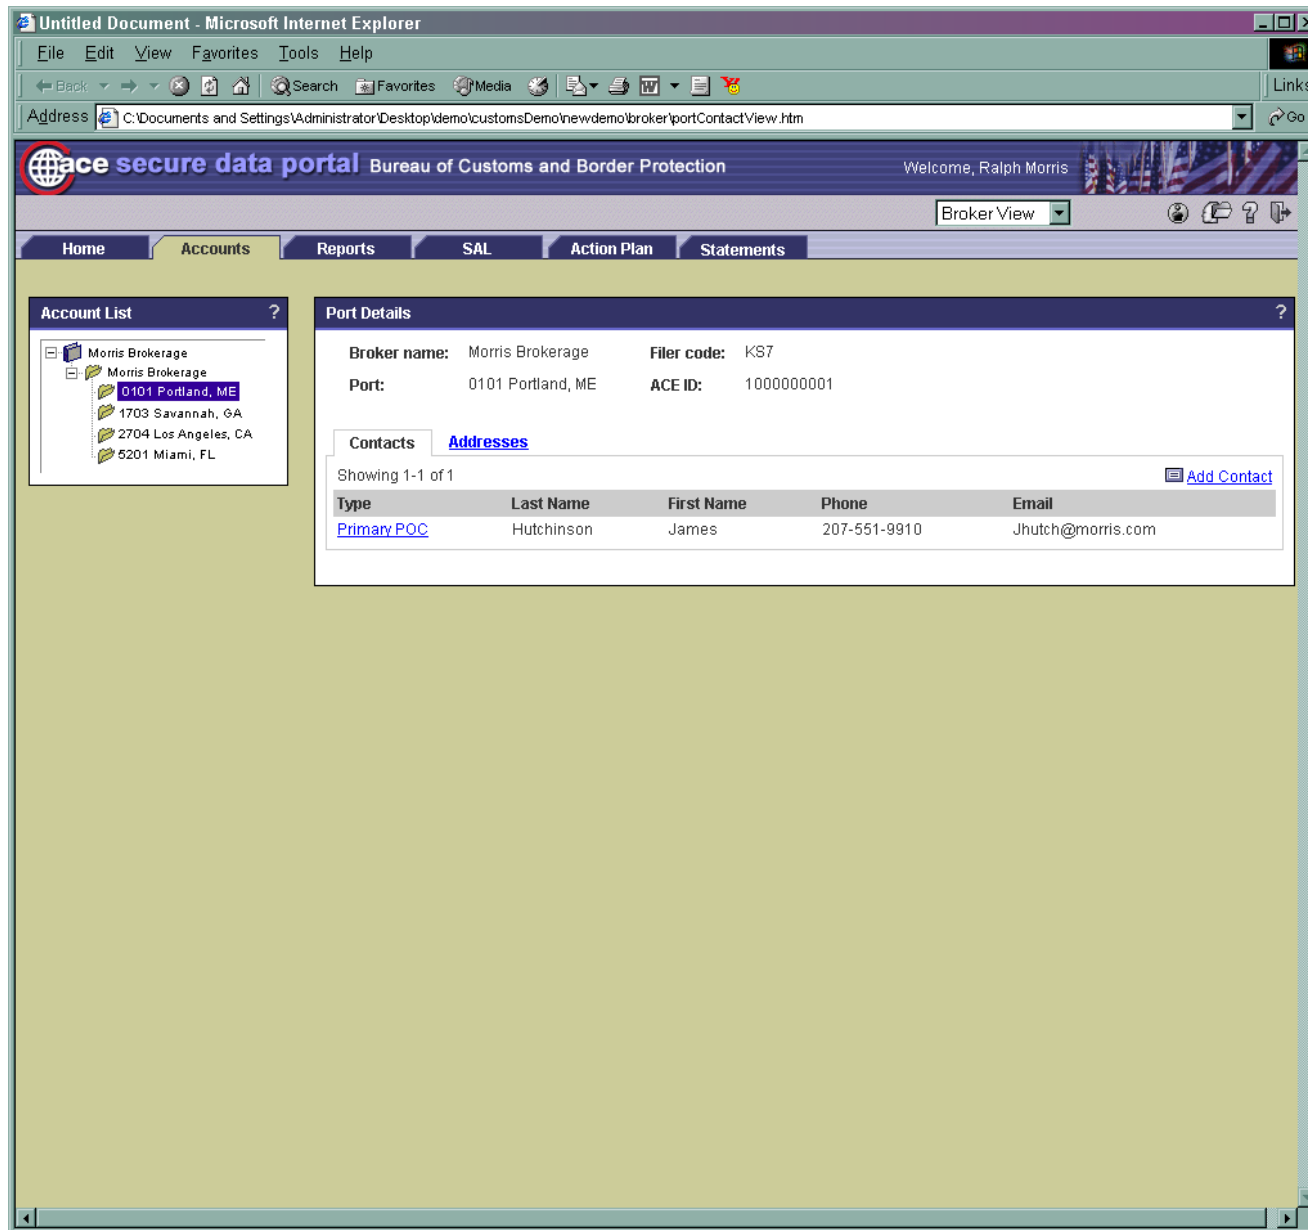 Untitled Document - Microsoft Internet Explorer
File Edit View Favorites Tools Help
Back Search Favorites Media Links
Address C:\Documents and Settings\Administrator\Desktop\demo\customsDemo\newdemo\broker\portContactView.htm Go
ace secure data portal Bureau of Customs and Border Protection Welcome, Ralph Morris
Broker View
Home Accounts Reports SAL Action Plan Statements
Account List ?
Morris Brokerage
Morris Brokerage
0101 Portland, ME
1703 Savannah, GA
2704 Los Angeles, CA
5201 Miami, FL
Port Details ?
Broker name: Morris Brokerage Filer code: KS7
Port: 0101 Portland, ME ACE ID: 1000000001
Contacts Addresses
Showing 1-1 of 1 Add Contact
Type Last Name First Name Phone Email
Primary POC Hutchinson James 207-551-9910 Jhutch@morris.com